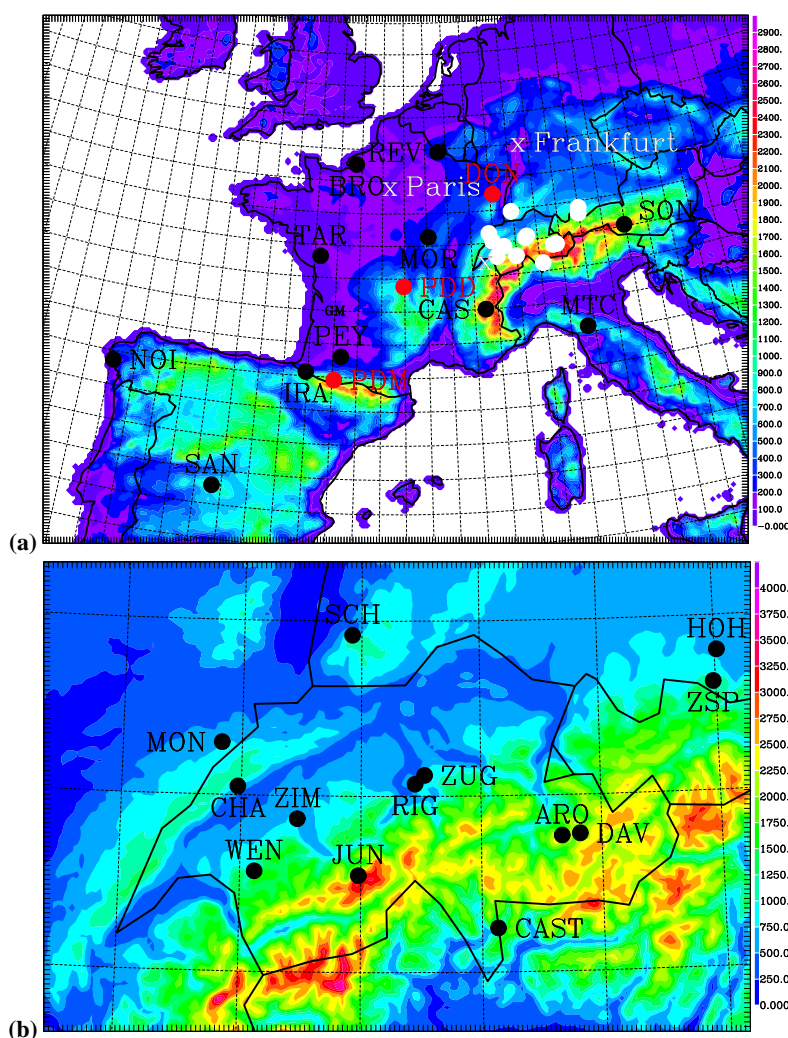 2900.
2800.
2700.
2600.
2500.
2400.
2300.
2200.
2100.
2000.
1900.
1800.
1700.
1600.
1500.
1400.
1300.
1200.
1100.
1000.
900.0
800.0
700.0
600.0
500.0
400.0
300.0
200.0
100.0
−0.000
x Frankfurt
REV
DON
BRO
x Paris
SON
TAR
MOR
PDD
CAS
MTC
GM
PEY
NOI
IRA
PDM
SAN
(a)
4000.
3750.
3500.
3250.
3000.
2750.
2500.
2250.
2000.
1750.
1500.
1250.
1000.
750.0
500.0
250.0
0.000
SCH
HOH
ZSP
MON
ZUG
RIG
CHA
ZIM
ARO
DAV
WEN
JUN
CAST
(b)